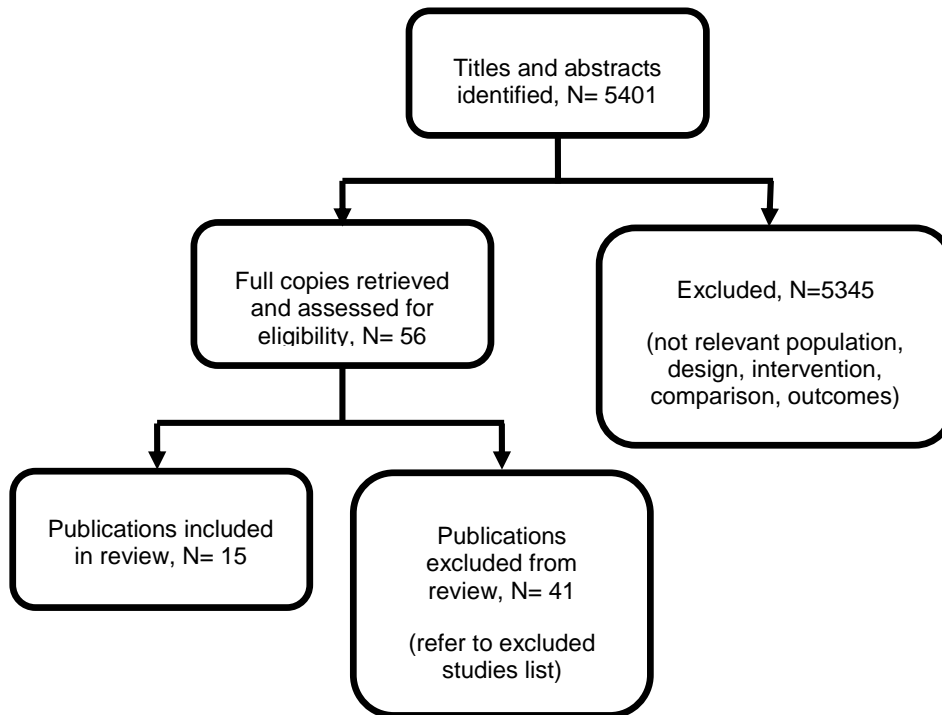 Titles and abstracts
identified, N= 5401
Full copies retrieved
and assessed for
eligibility, N= 56
Excluded, N=5345
(not relevant population,
design, intervention,
comparison, outcomes)
Publications included
in review, N= 15
Publications
excluded from
review, N= 41
(refer to excluded
studies list)